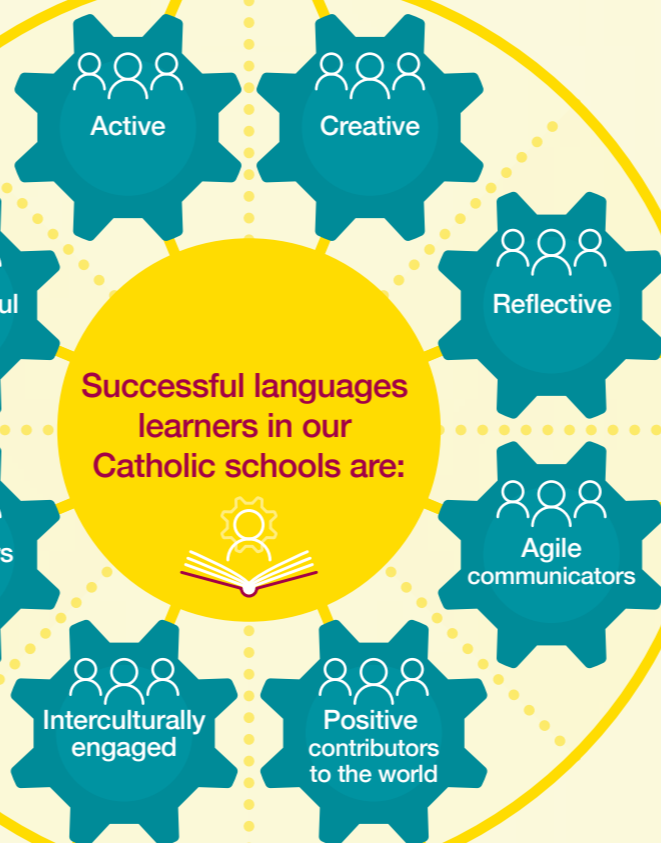 Active
Creative
Reflective
Successful languages
learners in our
Catholic schools are:
Agile
communicators
Interculturally
engaged
Positive
contributors
to the world